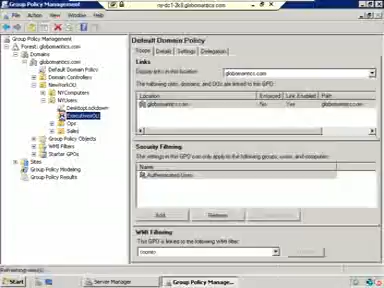 Group Policy Management
ns-dc1-2k8.globomantics.com
File Action View Window Help
Group Policy Management
Forest: globomantics.com
Domains
globomantics.com
Default Domain Policy
Domain Controllers
NewYorkOU
NYComputers
NYUsers
DesktopLockdown
ExecutivesOU
Ops
Sales
Group Policy Objects
WMI Filters
Starter GPOs
Sites
Group Policy Modeling
Group Policy Results
Default Domain Policy
Scope Details Settings Delegation
Links
Display links in this location:
globomantics.com
The following sites, domains, and OUs are linked to this GPO:
Location Enforced Link Enabled Path
globomantics.com No Yes globomantics.com
Security Filtering
The settings in this GPO can only apply to the following groups, users, and computers:
Name
Authenticated Users
Add...
Remove
WMI Filtering
This GPO is linked to the following WMI filter:
<none>
Start
Server Manager
Group Policy Manage...